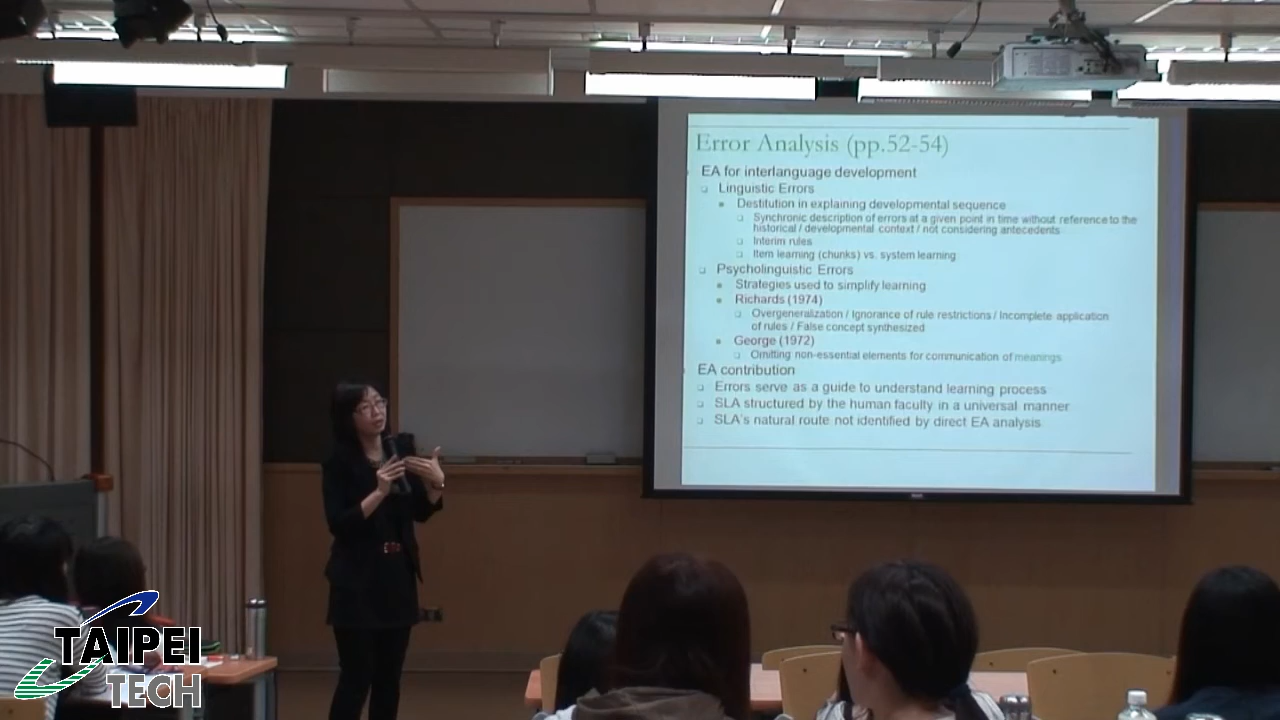 Error Analysis (pp.52-54)
EA for interlanguage development
Linguistic Errors
Destitution in explaining developmental sequence
Synchronic description of errors at a given point in time without reference to the
historical / developmental context / not considering antecedents
Interim rules
Item learning (chunks) vs. system learning
Psycholinguistic Errors
Strategies used to simplify learning
Richards (1974)
Overgeneralization / Ignorance of rule restrictions / Incomplete application
of rules / False concept synthesized
George (1972)
Omitting non-essential elements for communication of meanings
EA contribution
Errors serve as a guide to understand learning process
SLA structured by the human faculty in a universal manner
SLA's natural route not identified by direct EA analysis
TAIPEI
TECH